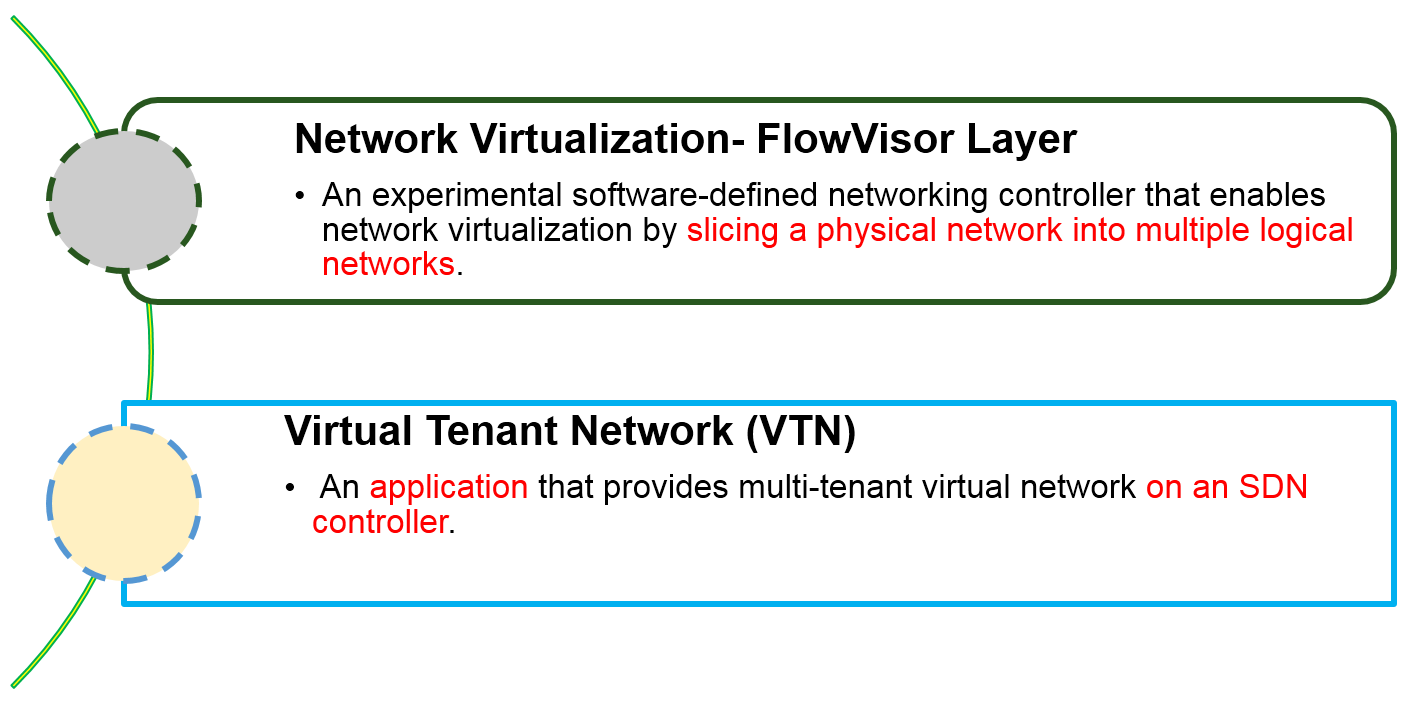 Network Virtualization- FlowVisor Layer
• An experimental software-defined networking controller that enables
network virtualization by slicing a physical network into multiple logical
networks.
Virtual Tenant Network (VTN)
• An application that provides multi-tenant virtual network on an SDN
controller.